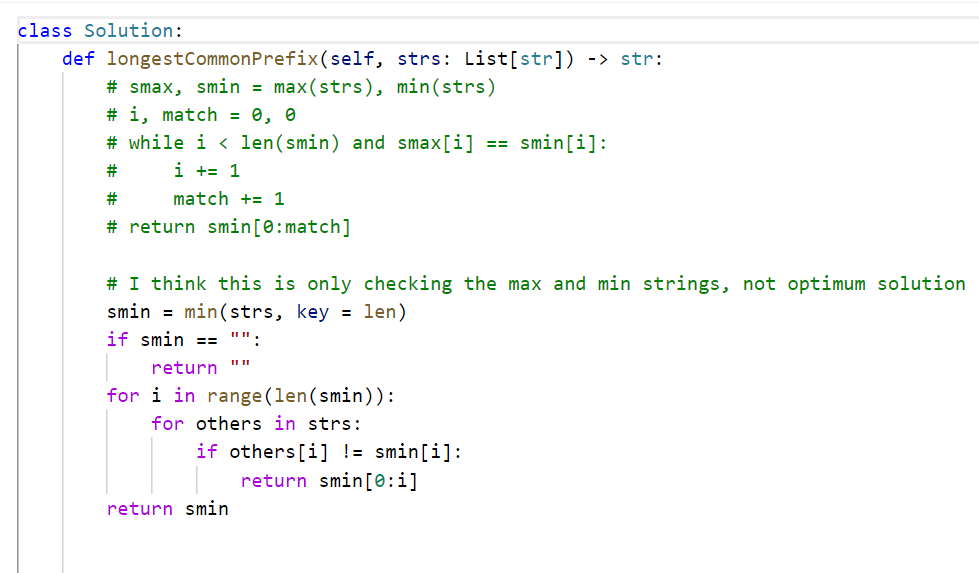 class Solution:
    def longestCommonPrefix(self, strs: List[str]) -> str:
        # smax, smin = max(strs), min(strs)
        # i, match = 0, 0
        # while i < len(smin) and smax[i] == smin[i]:
        #     i += 1
        #     match += 1
        # return smin[0:match]

        # I think this is only checking the max and min strings, not optimum solution
        smin = min(strs, key = len)
        if smin == "":
            return ""
        for i in range(len(smin)):
            for others in strs:
                if others[i] != smin[i]:
                    return smin[0:i]
        return smin